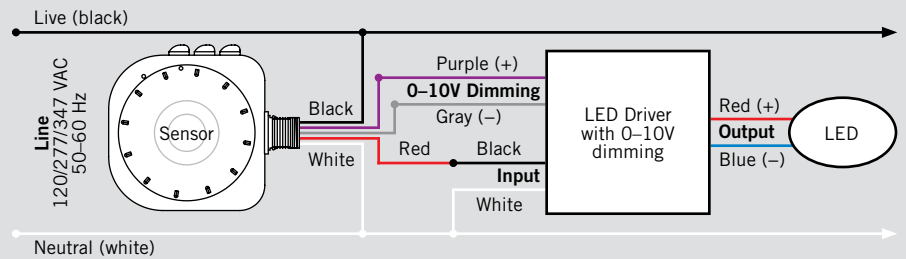 Live (black)
Line
120/277/347 VAC
50–60 Hz
Sensor
Black
White
Purple (+)
0–10V Dimming
Gray (–)
Red
Black
Input
White
LED Driver
with 0–10V
dimming
Red (+)
Output
Blue (–)
LED
Neutral (white)